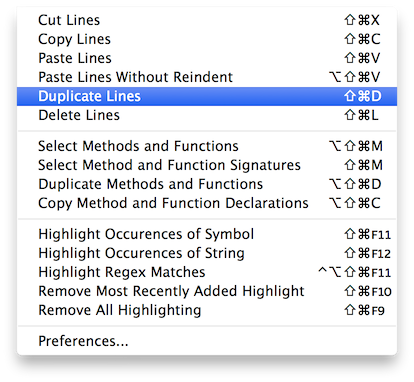 Cut Lines ⇧⌘X
Copy Lines ⇧⌘C
Paste Lines ⇧⌘V
Paste Lines Without Reindent ⌥⇧⌘V
Duplicate Lines ⇧⌘D
Delete Lines ⇧⌘L
Select Methods and Functions ⌥⇧⌘M
Select Method and Function Signatures ⇧⌘M
Duplicate Methods and Functions ⌥⇧⌘D
Copy Method and Function Declarations ⌥⇧⌘C
Highlight Occurences of Symbol ⇧⌘F11
Highlight Occurences of String ⇧⌘F12
Highlight Regex Matches ^⌥⇧⌘F11
Remove Most Recently Added Highlight ⇧⌘F10
Remove All Highlighting ⇧⌘F9
Preferences...